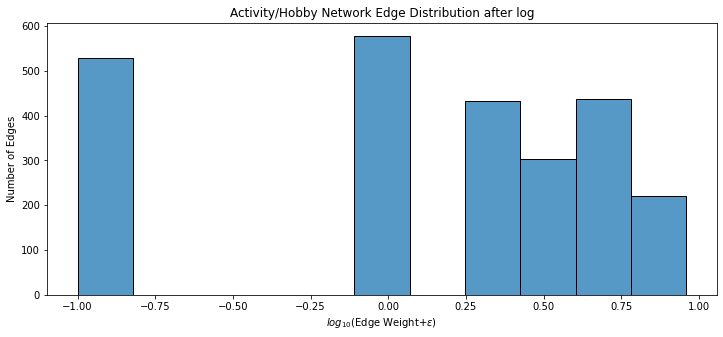 Activity/Hobby Network Edge Distribution after log
600
500
400
300
200
100
0
Number of Edges
−1.00 −0.75 −0.50 −0.25 0.00 0.25 0.50 0.75 1.00
log₁₀(Edge Weight+ε)